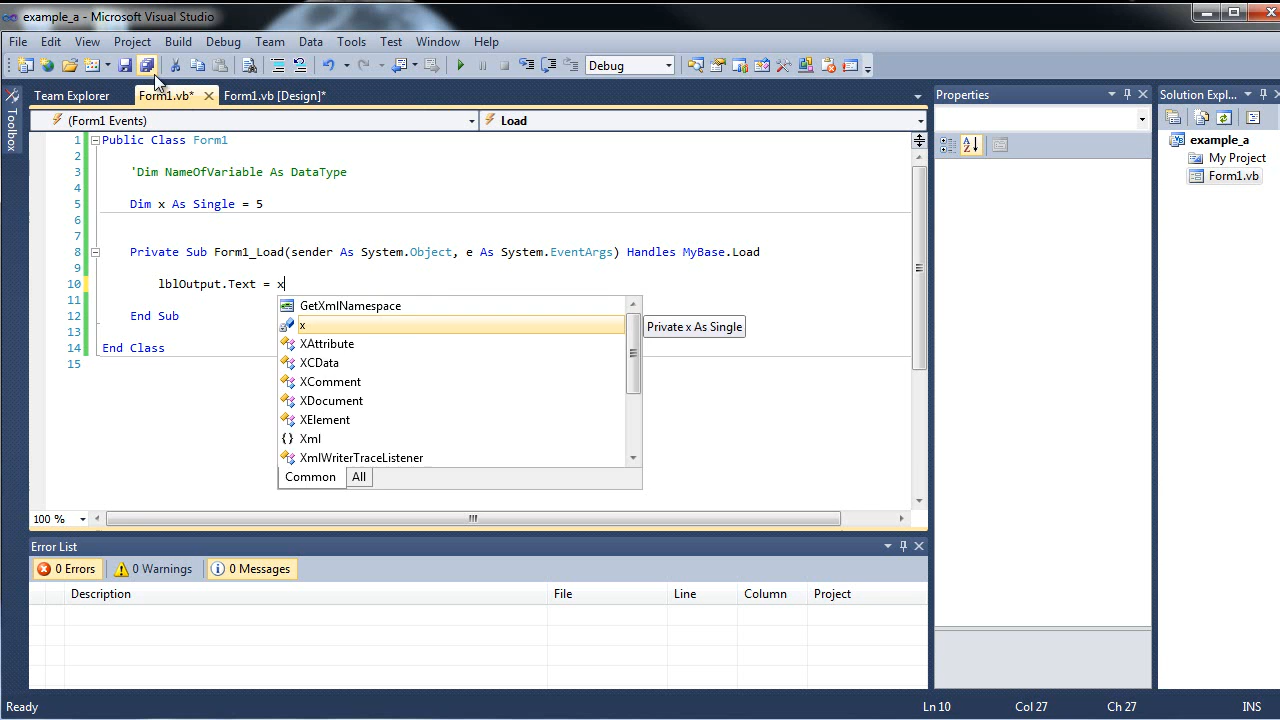 example_a - Microsoft Visual Studio
File Edit View Project Build Debug Team Data Tools Test Window Help
Debug
Toolbox
Team Explorer Form1.vb* Form1.vb [Design]*
(Form1 Events) Load
1 Public Class Form1
2
3 'Dim NameOfVariable As DataType
4
5 Dim x As Single = 5
6
7
8 Private Sub Form1_Load(sender As System.Object, e As System.EventArgs) Handles MyBase.Load
9
10 lblOutput.Text = x
11
12 End Sub
13
14 End Class
15
GetXmlNamespace
x
Private x As Single
XAttribute
XCData
XComment
XDocument
XElement
Xml
XmlWriterTraceListener
Common All
100 %
Error List
0 Errors 0 Warnings 0 Messages
Description File Line Column Project
Properties
Solution Expl...
example_a
My Project
Form1.vb
Ready Ln 10 Col 27 Ch 27 INS